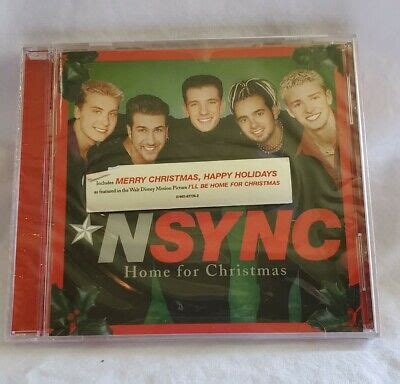 Includes MERRY CHRISTMAS, HAPPY HOLIDAYS
as featured in the Walt Disney Motion Picture I'LL BE HOME FOR CHRISTMAS
*NSYNC
Home for Christmas